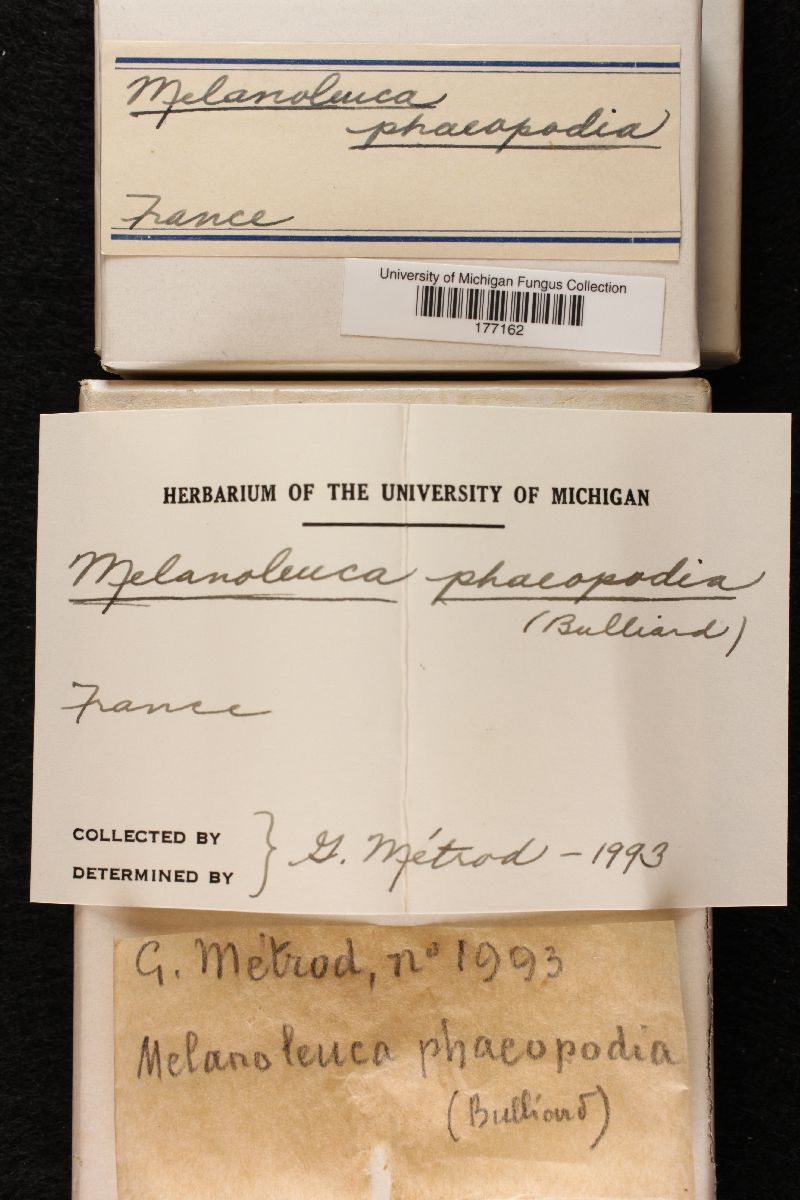 Melanoleuca
phaeopodia
France
University of Michigan Fungus Collection
177162
HERBARIUM OF THE UNIVERSITY OF MICHIGAN
Melanoleuca phaeopodia
(Bulliard)
France
COLLECTED BY
DETERMINED BY } G. Métrod - 1993
G. Métrod, nº 1993
Melanoleuca phaeopodia
(Bulliard)